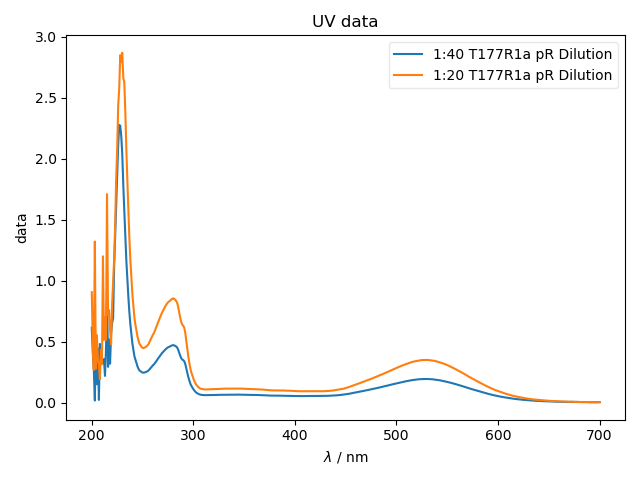 UV data
1:40 T177R1a pR Dilution
1:20 T177R1a pR Dilution
data
3.0
2.5
2.0
1.5
1.0
0.5
0.0
200 300 400 500 600 700
λ / nm